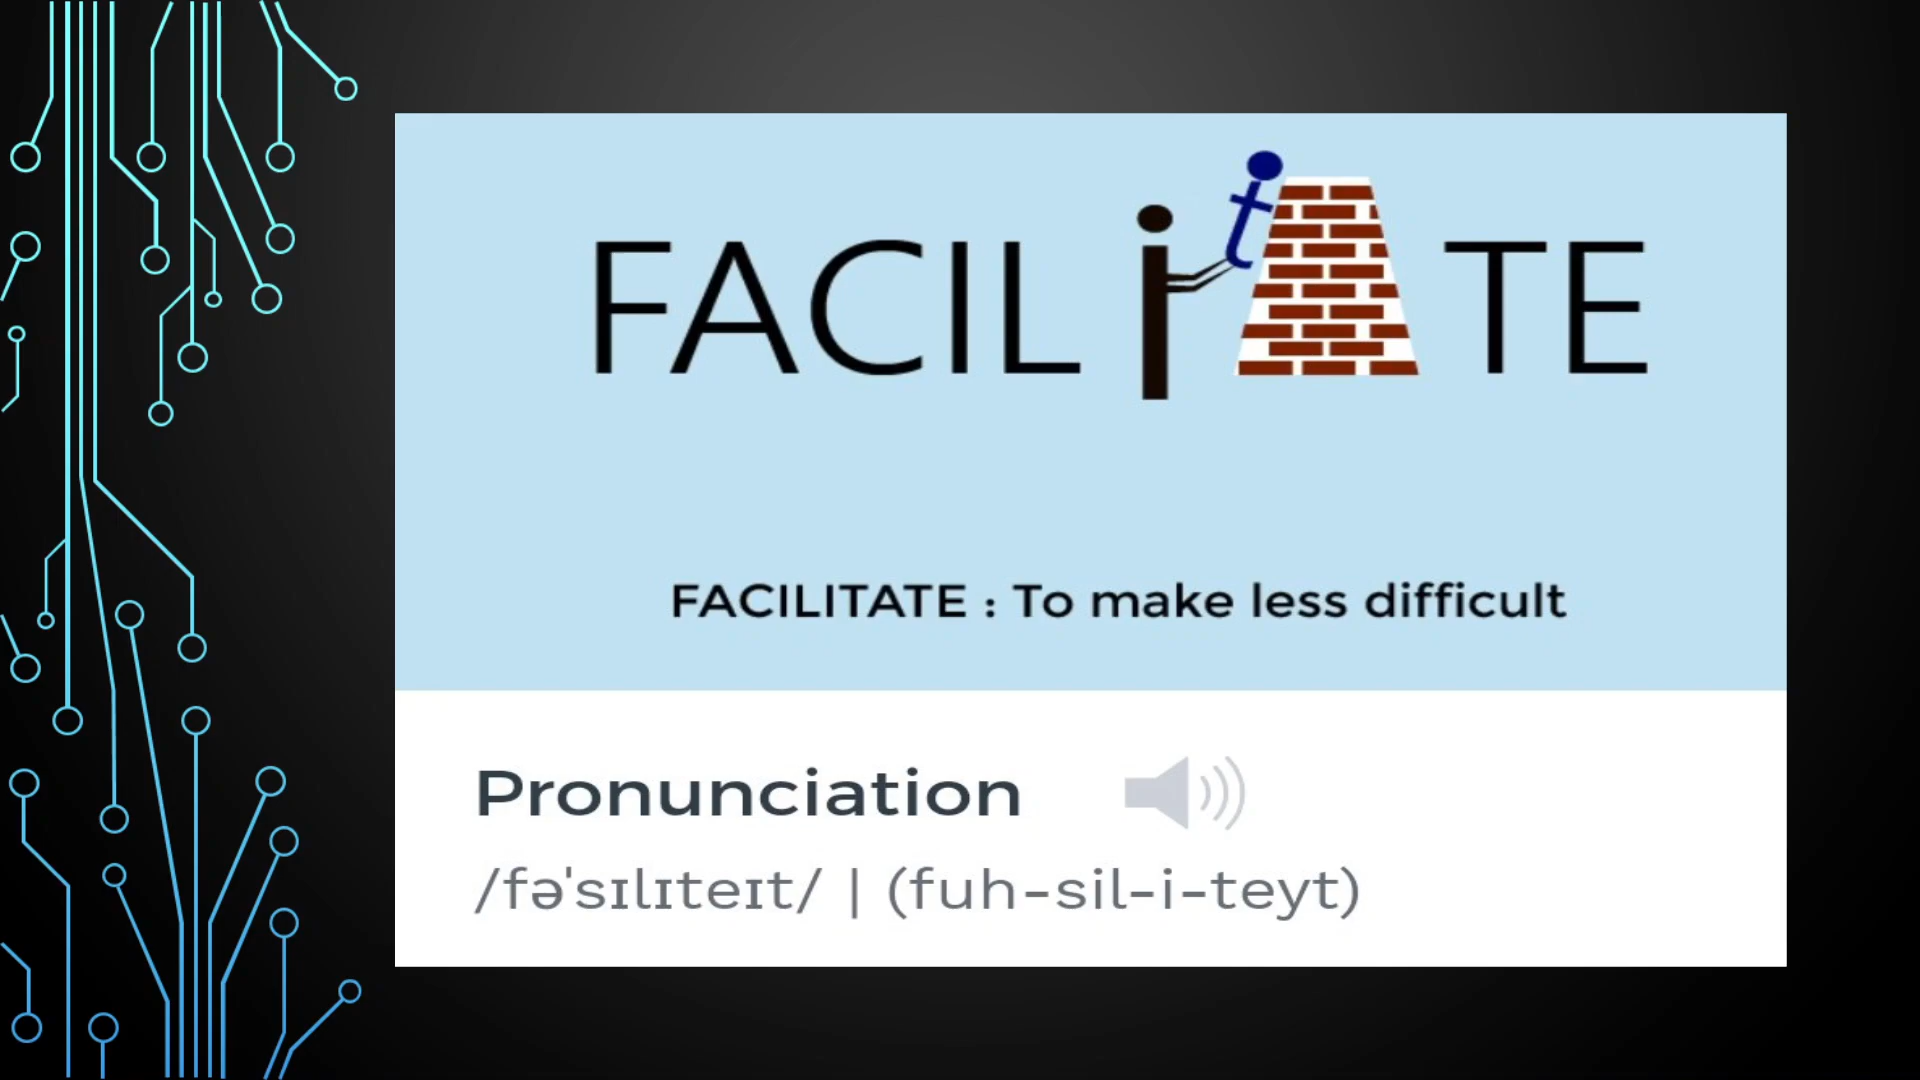 FACILitATE
FACILITATE : To make less difficult
Pronunciation
/fəˈsɪlɪteɪt/ | (fuh-sil-i-teyt)